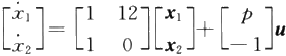 [ẋ₁ ẋ₂] = [1 12 1 0] [x₁ x₂] + [p −1] u